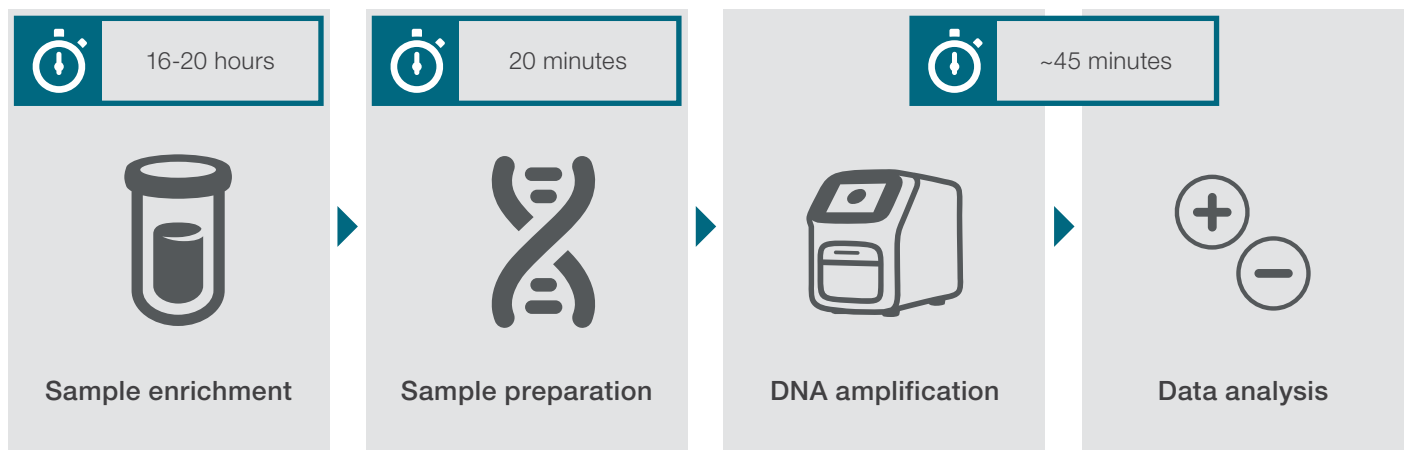 16-20 hours
20 minutes
~45 minutes
Sample enrichment
Sample preparation
DNA amplification
Data analysis